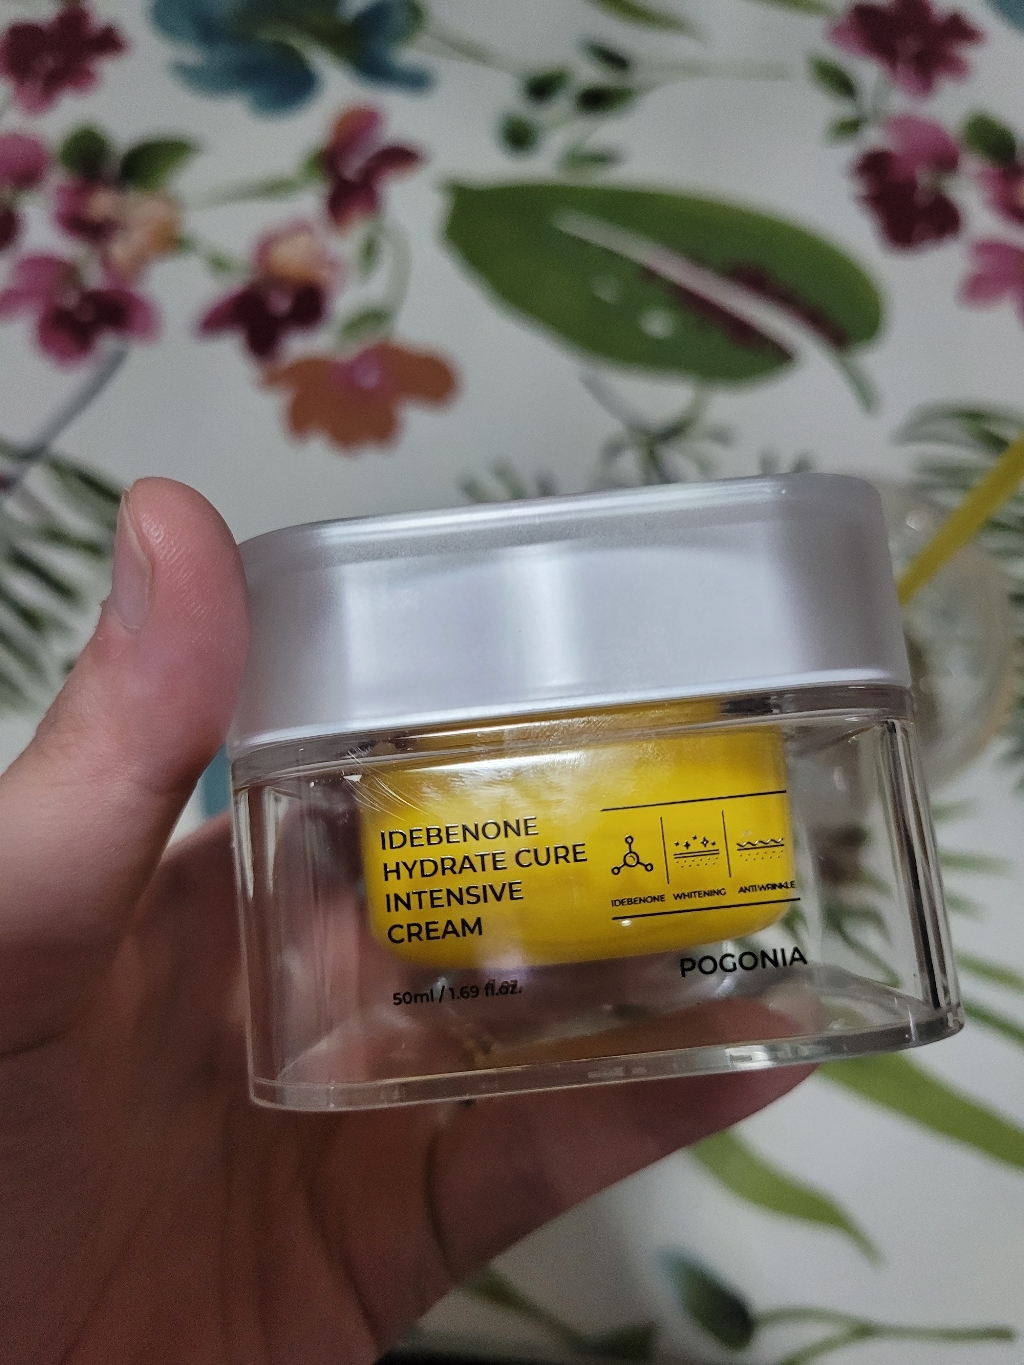 IDEBENONE
HYDRATE CURE
INTENSIVE
CREAM
50ml / 1.69 fl.oz.
IDEBENONE WHITENING ANTI WRINKLE
POGONIA